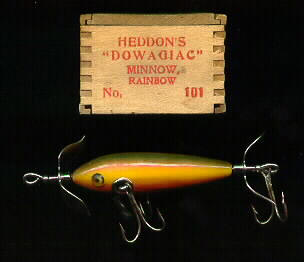 HEDDON'S
"DOWAGIAC"
MINNOW,
RAINBOW
No. 101